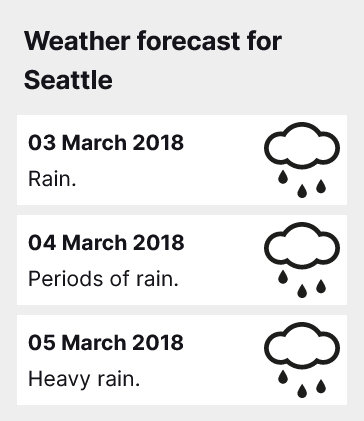 Weather forecast for
Seattle
03 March 2018
Rain.
04 March 2018
Periods of rain.
05 March 2018
Heavy rain.